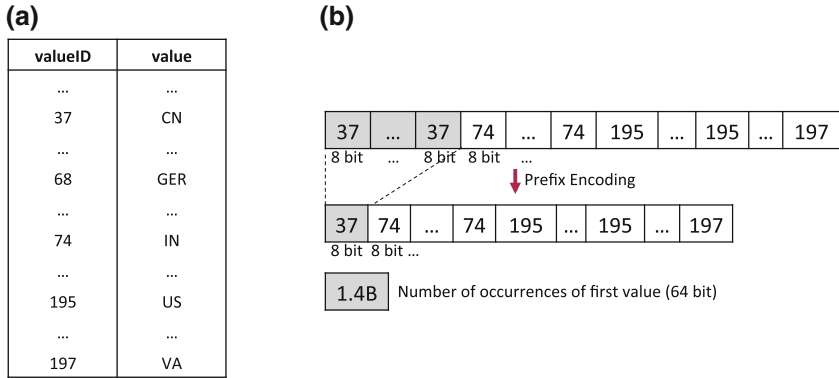 (a)
valueID value
... ...
37 CN
... ...
68 GER
... ...
74 IN
... ...
195 US
... ...
197 VA
(b)
37 ... 37 74 ... 74 195 ... 195 ... 197
8 bit ... 8 bit 8 bit ...
Prefix Encoding
37 74 ... 74 195 ... 195 ... 197
8 bit 8 bit ...
1.4B Number of occurrences of first value (64 bit)